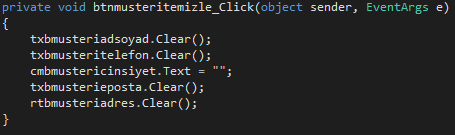 private void btnmusteritemizle_Click(object sender, EventArgs e)
{
txbmusteriadsoyad.Clear();
txbmusteritelefon.Clear();
cmbmustericinsiyet.Text = "";
txbmusterieposta.Clear();
rtbmusteriadres.Clear();
}